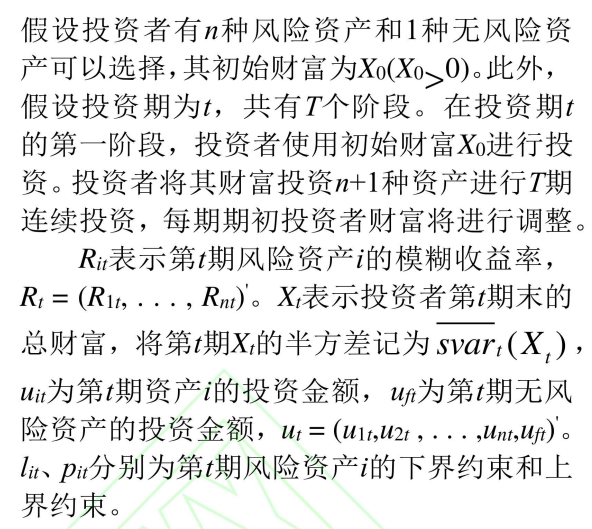 假设投资者有n种风险资产和1种无风险资
产可以选择，其初始财富为X₀(X₀>0)。此外，
假设投资期为t，共有T个阶段。在投资期t
的第一阶段，投资者使用初始财富X₀进行投
资。投资者将其财富投资n+1种资产进行T期
连续投资，每期期初投资者财富将进行调整。
Rit表示第t期风险资产i的模糊收益率，
Rt = (R1t, . . . , Rnt)'。Xt表示投资者第t期末的
总财富，将第t期Xt的半方差记为 s̅v̅a̅r̅t(Xt)，
uit为第t期资产i的投资金额，uft为第t期无风
险资产的投资金额，ut = (u1t,u2t , . . . ,unt,uft)'。
lit、pit分别为第t期风险资产i的下界约束和上
界约束。